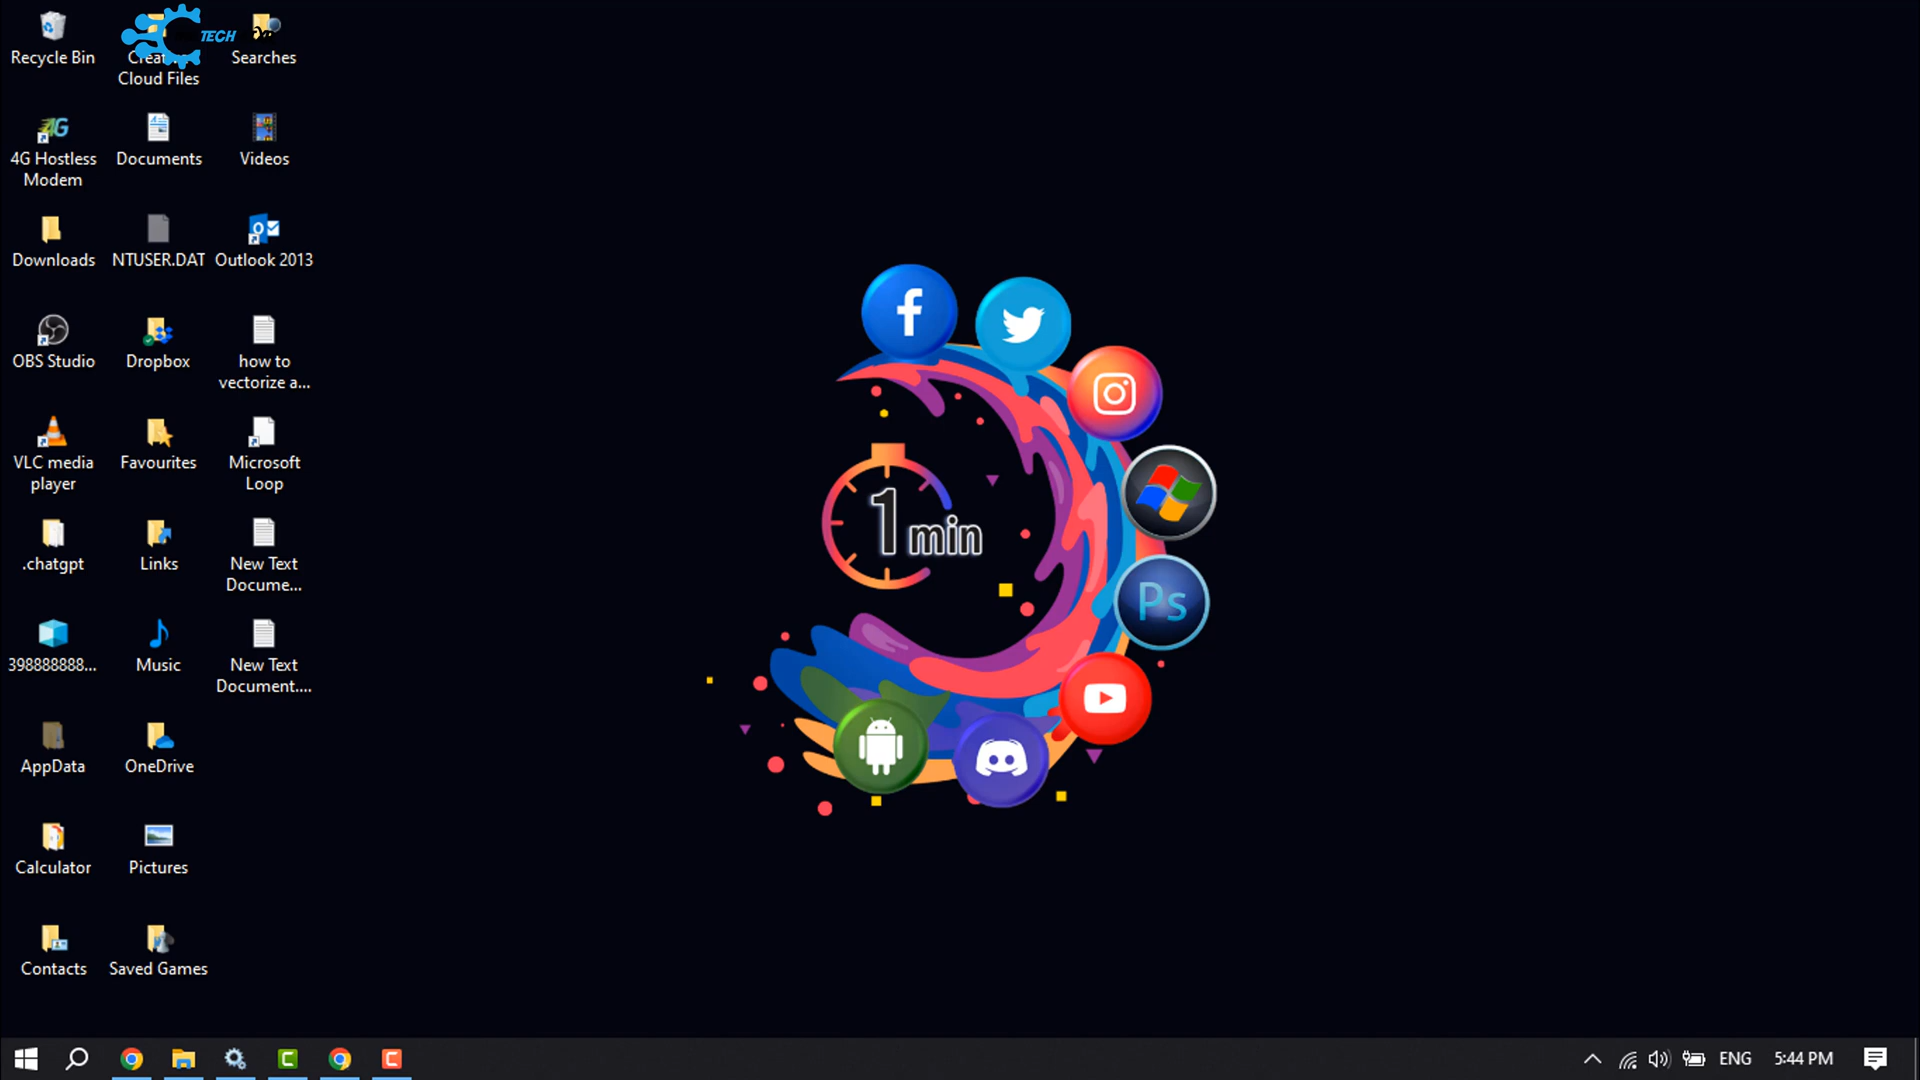 Recycle Bin
Cloud Files
TECH
Searches
4G Hostless
Modem
Documents
Videos
Downloads
NTUSER.DAT
Outlook 2013
OBS Studio
Dropbox
how to
vectorize a...
VLC media
player
Favourites
Microsoft
Loop
.chatgpt
Links
New Text
Docume...
398888888...
Music
New Text
Document....
AppData
OneDrive
Calculator
Pictures
Contacts
Saved Games
1 min
Ps
ENG
5:44 PM